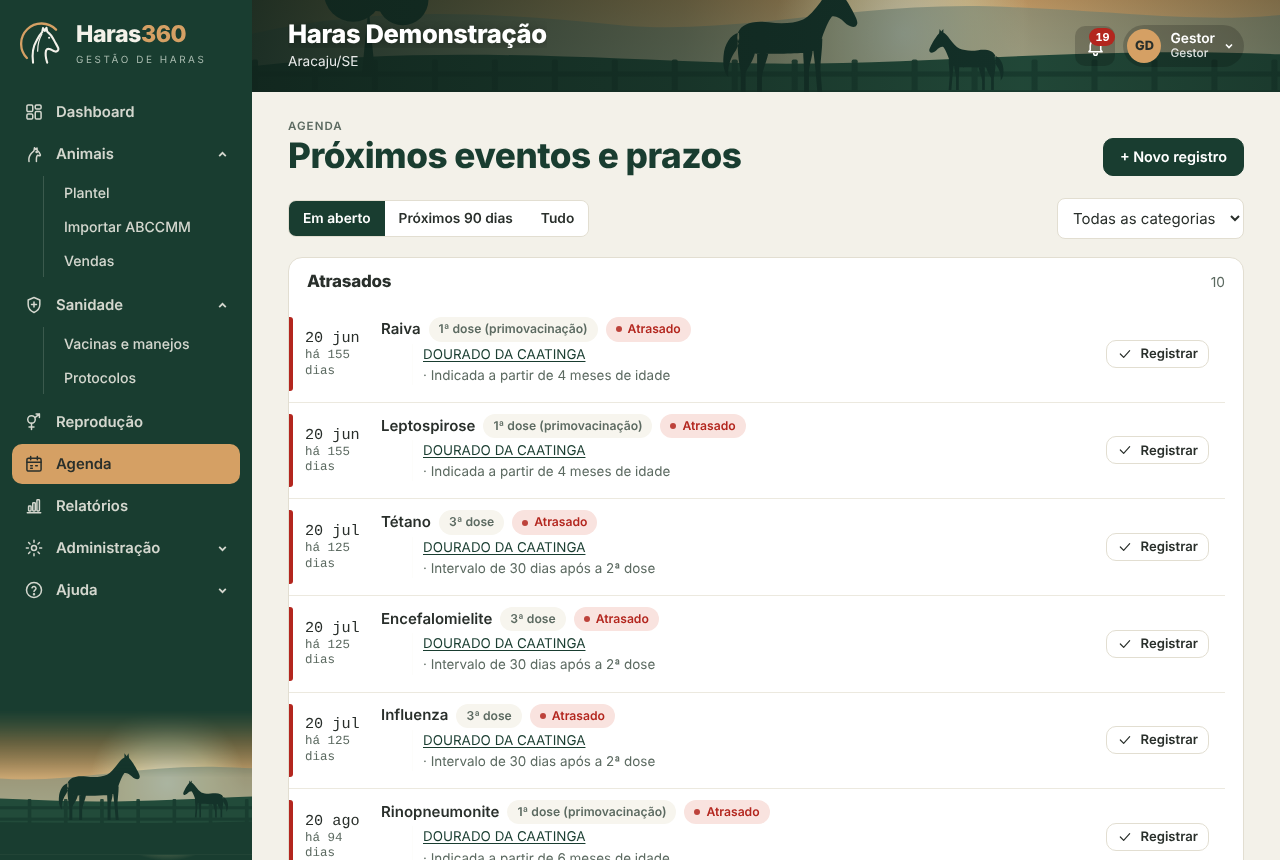 Haras360
GESTÃO DE HARAS
Dashboard
Animais
Plantel
Importar ABCCMM
Vendas
Sanidade
Vacinas e manejos
Protocolos
Reprodução
Agenda
Relatórios
Administração
Ajuda
Haras Demonstração
Aracaju/SE
19
GD
Gestor
Gestor
AGENDA
Próximos eventos e prazos
+ Novo registro
Em aberto
Próximos 90 dias
Tudo
Todas as categorias
Atrasados
10
20 jun
há 155
dias
Raiva 1ª dose (primovacinação) Atrasado
DOURADO DA CAATINGA
· Indicada a partir de 4 meses de idade
Registrar
20 jun
há 155
dias
Leptospirose 1ª dose (primovacinação) Atrasado
DOURADO DA CAATINGA
· Indicada a partir de 4 meses de idade
Registrar
20 jul
há 125
dias
Tétano 3ª dose Atrasado
DOURADO DA CAATINGA
· Intervalo de 30 dias após a 2ª dose
Registrar
20 jul
há 125
dias
Encefalomielite 3ª dose Atrasado
DOURADO DA CAATINGA
· Intervalo de 30 dias após a 2ª dose
Registrar
20 jul
há 125
dias
Influenza 3ª dose Atrasado
DOURADO DA CAATINGA
· Intervalo de 30 dias após a 2ª dose
Registrar
20 ago
há 94
dias
Rinopneumonite 1ª dose (primovacinação) Atrasado
DOURADO DA CAATINGA
· Indicada a partir de 6 meses de idade
Registrar